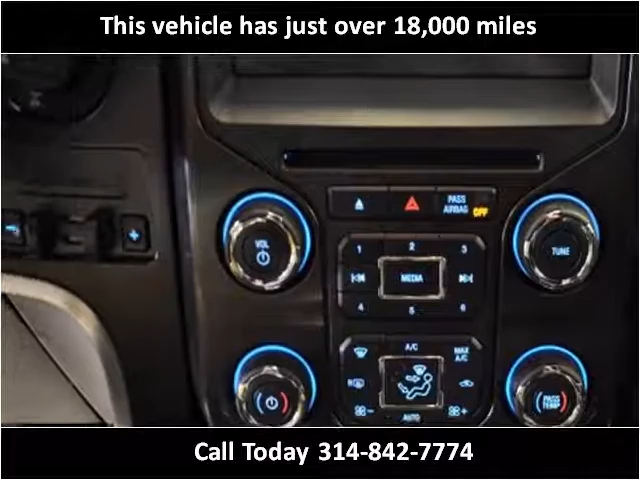 This vehicle has just over 18,000 miles
PASS
AIRBAG OFF
VOL
TUNE
1 2 3
MEDIA
4 5 6
A/C
MAX
A/C
R
PASS
TEMP
AUTO
- +
Call Today 314-842-7774